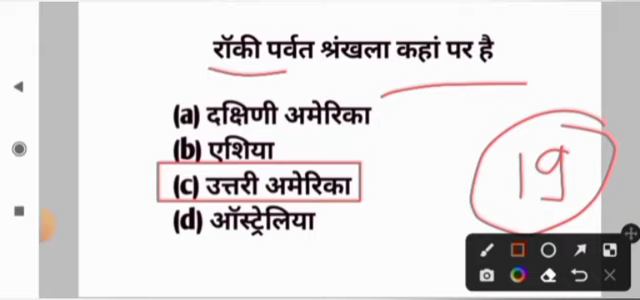 रॉकी पर्वत श्रंखला कहां पर है
(a) दक्षिणी अमेरिका
(b) एशिया
(c) उत्तरी अमेरिका
(d) ऑस्ट्रेलिया
19